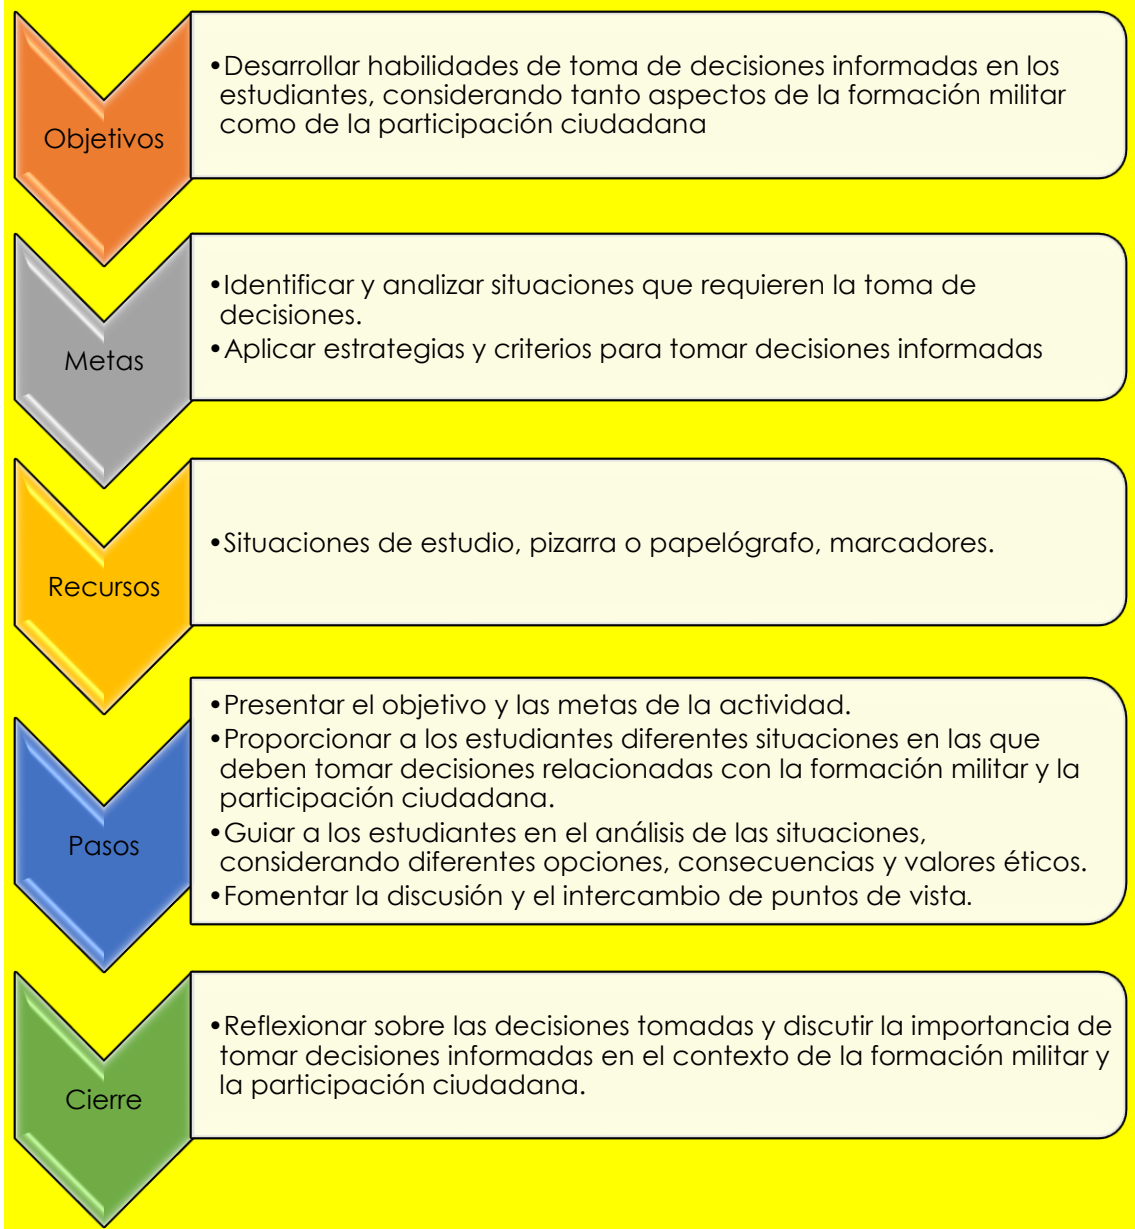 Objetivos
•Desarrollar habilidades de toma de decisiones informadas en los
estudiantes, considerando tanto aspectos de la formación militar
como de la participación ciudadana
Metas
•Identificar y analizar situaciones que requieren la toma de
decisiones.
•Aplicar estrategias y criterios para tomar decisiones informadas
Recursos
•Situaciones de estudio, pizarra o papelógrafo, marcadores.
Pasos
•Presentar el objetivo y las metas de la actividad.
•Proporcionar a los estudiantes diferentes situaciones en las que
deben tomar decisiones relacionadas con la formación militar y la
participación ciudadana.
•Guiar a los estudiantes en el análisis de las situaciones,
considerando diferentes opciones, consecuencias y valores éticos.
•Fomentar la discusión y el intercambio de puntos de vista.
Cierre
•Reflexionar sobre las decisiones tomadas y discutir la importancia de
tomar decisiones informadas en el contexto de la formación militar y
la participación ciudadana.